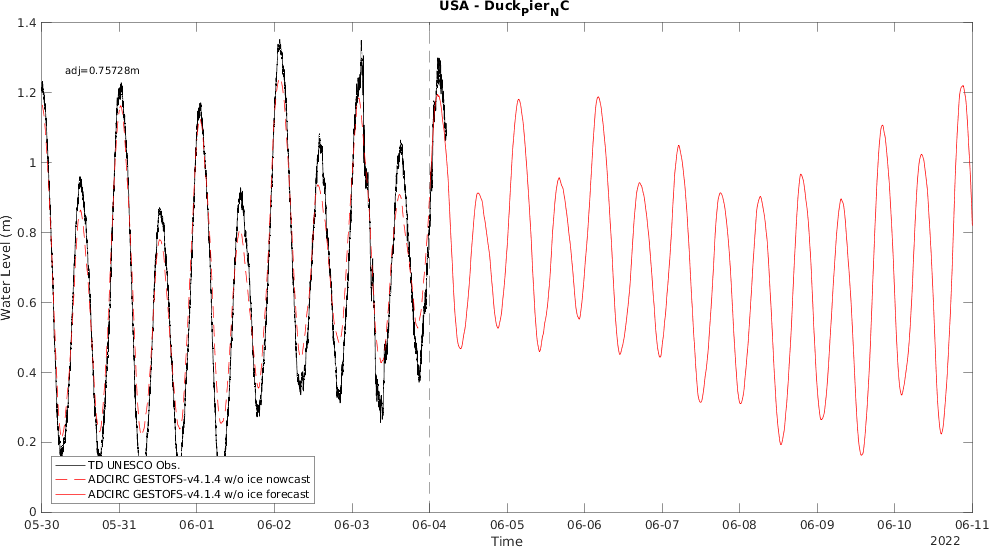 USA - Duck_Pier_NC
1.4
adj=0.75728m
1.2
1
0.8
Water Level (m)
0.6
0.4
0.2
TD UNESCO Obs.
ADCIRC GESTOFS-v4.1.4 w/o ice nowcast
ADCIRC GESTOFS-v4.1.4 w/o ice forecast
0
05-30 05-31 06-01 06-02 06-03 06-04 06-05 06-06 06-07 06-08 06-09 06-10 06-11
Time
2022